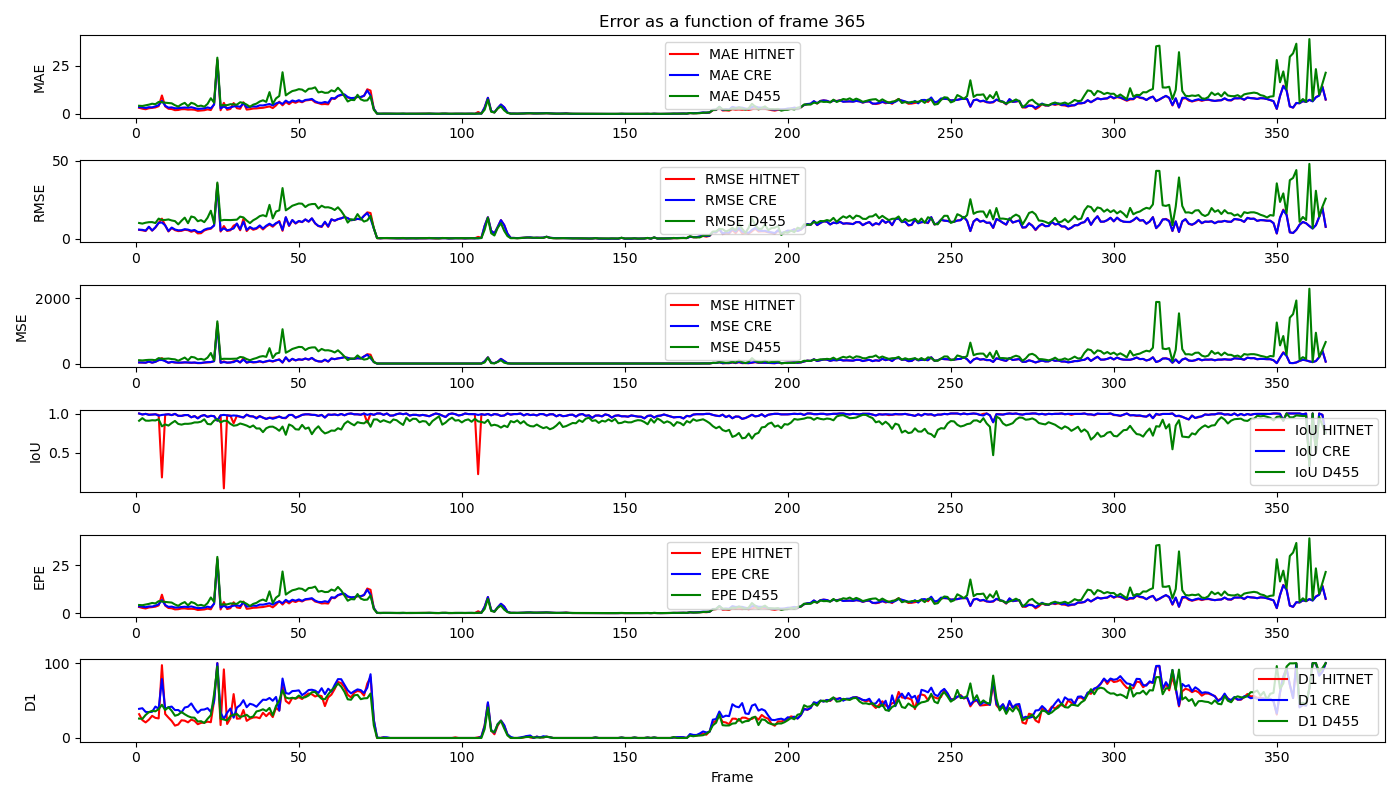 Error as a function of frame 365
MAE
25
0
MAE HITNET
MAE CRE
MAE D455
0 50 100 150 200 250 300 350
RMSE
50
0
RMSE HITNET
RMSE CRE
RMSE D455
0 50 100 150 200 250 300 350
MSE
2000
0
MSE HITNET
MSE CRE
MSE D455
0 50 100 150 200 250 300 350
IoU
1.0
0.5
IoU HITNET
IoU CRE
IoU D455
0 50 100 150 200 250 300 350
EPE
25
0
EPE HITNET
EPE CRE
EPE D455
0 50 100 150 200 250 300 350
D1
100
0
D1 HITNET
D1 CRE
D1 D455
0 50 100 150 200 250 300 350
Frame